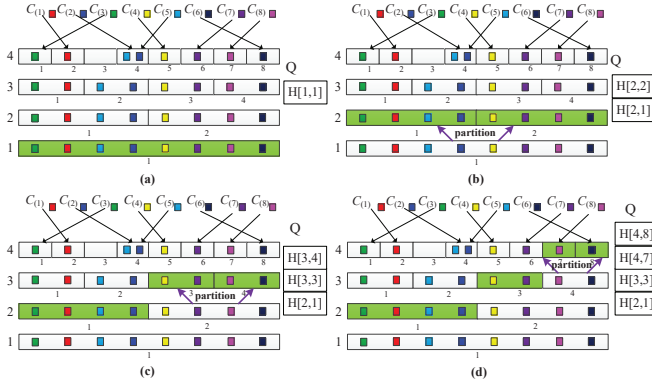 C(1) C(2) C(3) C(4) C(5) C(6) C(7) C(8)
4
1 2 3 4 5 6 7 8
Q
3
1 2 3 4
H[1,1]
2
1 2
1
1
(a)
C(1) C(2) C(3) C(4) C(5) C(6) C(7) C(8)
4
1 2 3 4 5 6 7 8
Q
3
1 2 3 4
H[2,2]
2
H[2,1]
1 partition 2
1
1
(b)
C(1) C(2) C(3) C(4) C(5) C(6) C(7) C(8)
Q
4
1 2 3 4 5 6 7 8
H[3,4]
3
H[3,3]
1 2 3 partition 4
H[2,1]
2
1 2
1
1
(c)
C(1) C(2) C(3) C(4) C(5) C(6) C(7) C(8)
Q
H[4,8]
4
1 2 3 4 5 6 7 8
partition
H[4,7]
3
H[3,3]
1 2 3 4
H[2,1]
2
1 2
1
1
(d)